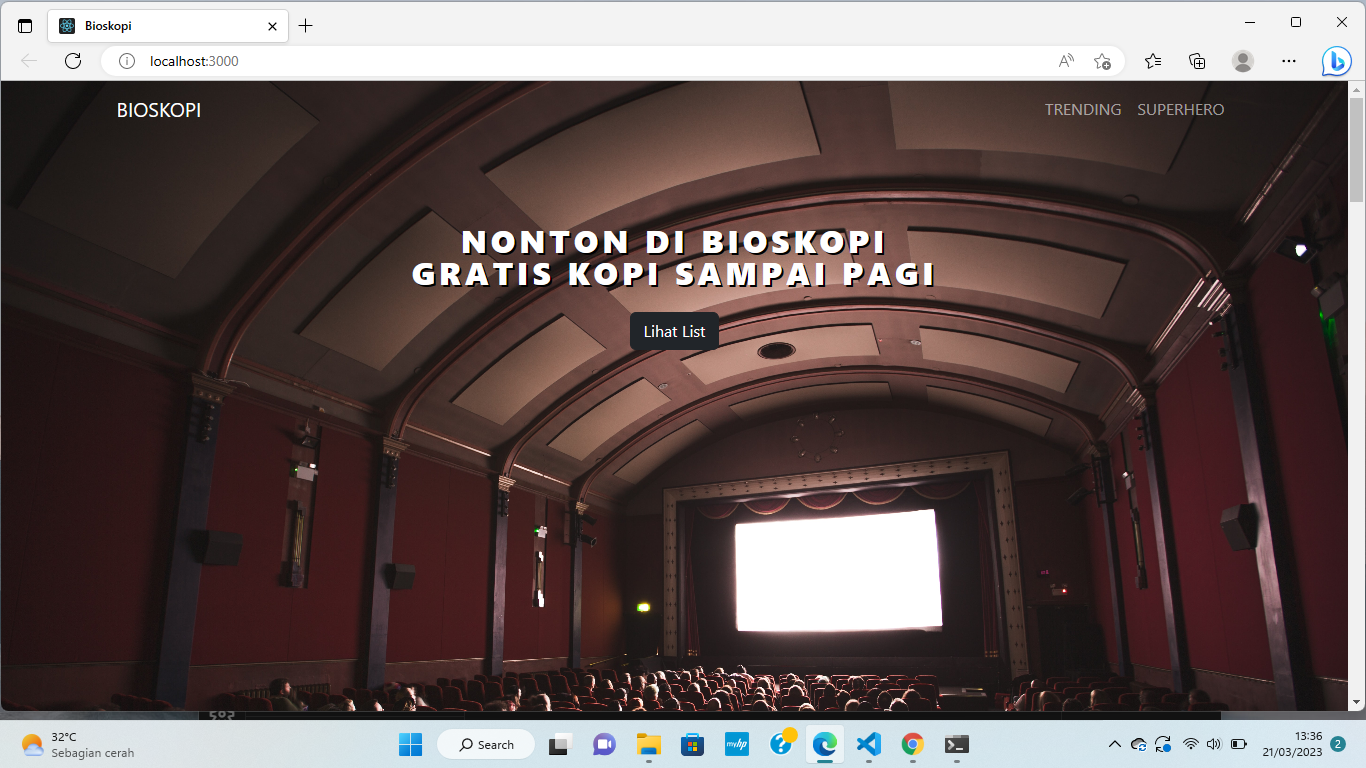 Bioskopi
localhost:3000
BIOSKOPI
TRENDING SUPERHERO
NONTON DI BIOSKOPI
GRATIS KOPI SAMPAI PAGI
Lihat List
32°C
Sebagian cerah
Search
myhp
13:36
21/03/2023
2